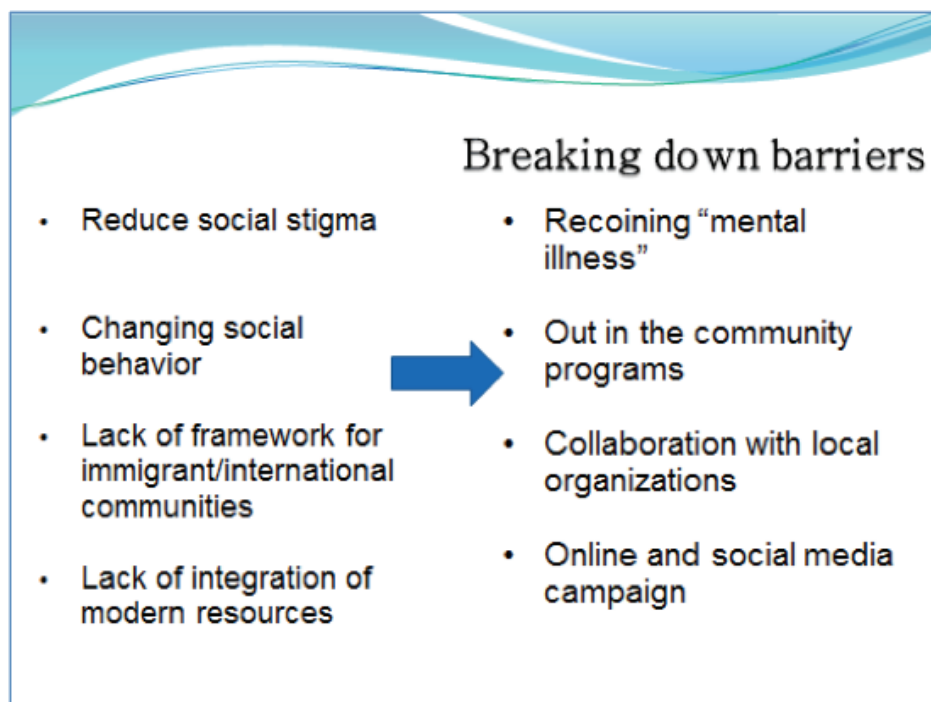 Breaking down barriers
• Reduce social stigma
• Changing social
behavior
• Lack of framework for
immigrant/international
communities
• Lack of integration of
modern resources
• Recoining “mental
illness”
• Out in the community
programs
• Collaboration with local
organizations
• Online and social media
campaign